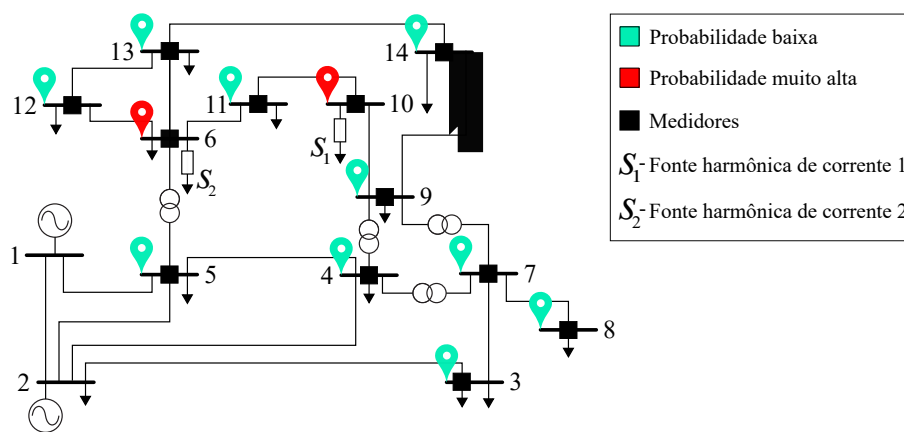 13
14
12
11
10
6
S1
S2
9
1
5
4
7
8
2
3
Probabilidade baixa
Probabilidade muito alta
Medidores
S1- Fonte harmônica de corrente 1
S2- Fonte harmônica de corrente 2